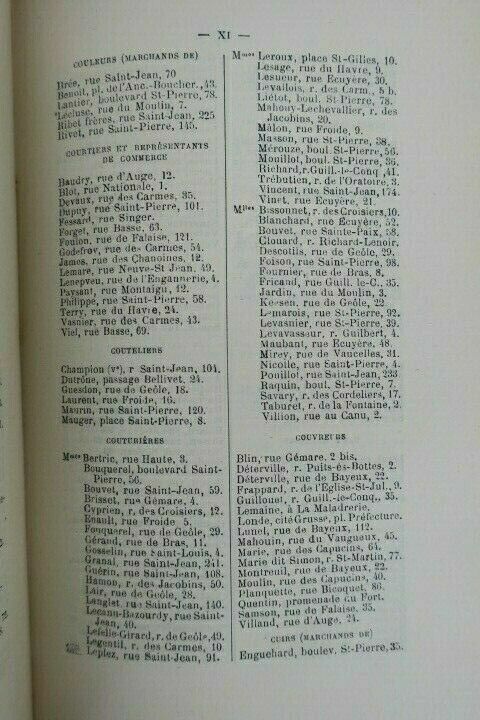 — XI —
COULEURS (MARCHANDS DE)
Brée, rue Saint-Jean, 70
Benoit, pl. de l'Anc.-Boucher., 43.
Lantier, boulevard St-Pierre, 78.
Lécluse, rue du Moulin, 7.
Ribet frères, rue Saint-Jean, 225
Rivet, rue Saint-Pierre, 145.
COURTIERS ET REPRÉSENTANTS
DE COMMERCE
Baudry, rue d'Auge, 12.
Blot, rue Nationale, 1.
Devaux, rue des Carmes, 35.
Dupuy, rue Saint-Pierre, 101.
Fessard, rue Singer.
Forget, rue Basse, 63.
Foulon, rue de Falaise, 121.
Godefroy, rue des Carmes, 54.
James, rue des Chanoines, 12.
Lemare, rue Neuve-St Jean, 49.
Lenepveu, rue de l'Engannerie, 4.
Paysant, rue Montaigu, 12.
Philippe, rue Saint-Pierre, 58.
Terry, rue du Havre, 24.
Vasnier, rue des Carmes, 43.
Viel, rue Basse, 69.
COUTELIERS
Champion (ve), r Saint-Jean, 104.
Dutrône, passage Bellivet, 24.
Guesdon, rue de Geôle, 18.
Laurent, rue Froide, 16.
Maurin, rue Saint-Pierre, 120.
Mauger, place Saint-Pierre, 8.
COUTURIÈRES
Mmes Bertric, rue Haute, 3.
Bouquerel, boulevard Saint-
Pierre, 56.
Bouvet, rue Saint-Jean, 59.
Brisset, rue Gémare, 4.
Cyprien, r. des Croisiers, 12.
Enault, rue Froide 5.
Fouquerel, rue de Geôle, 29.
Gérard, rue de Bras, 11.
Gosselin, rue Saint-Louis, 4.
Granal, rue Saint-Jean, 241.
Guérin, rue Saint-Jean, 108.
Hamon, r. des Jacobins, 50.
Lair, rue de Geôle, 28.
Langlet, rue Saint-Jean, 140.
Lecanu-Bazourdy, rue Saint-
Jean, 40.
Lefelle-Girard, r. de Geôle, 49.
Legentil, r. des Carmes, 10
Leplez, rue Saint-Jean, 91.
Mmes Leroux, place St-Gilles, 10.
Lesage, rue du Havre, 9.
Lesueur, rue Ecuyère, 30.
Levallois, r. des Carm., 8 b.
Liétot, boul. St-Pierre, 78.
Mahouy-Lechevallier, r. des
Jacobins, 20.
Mâlon, rue Froide, 9.
Masson, rue St-Pierre, 38.
Mérouze, boul. St-Pierre, 56.
Mouillot, boul. St-Pierre, 36.
Richard, r. Guill.-le-Conq., 41
Trébutien, r. de l'Oratoire, 3.
Vincent, rue Saint-Jean, 174.
Vinet, rue Ecuyère, 21.
Mlles Bissonnet, r. des Croisiers, 10.
Blanchard, rue Ecuyère, 52.
Bouvet, rue Sainte-Paix, 38.
Clouard, r. Richard-Lenoir.
Descotils, rue de Geôle, 29.
Foison, rue Saint-Pierre, 98.
Fournier, rue de Bras, 8.
Fricand, rue Guill. le-C., 35.
Jardin, rue du Moulin, 3.
Keesen, rue de Geôle, 22
Lemarois, rue St-Pierre, 92.
Levasnier, rue St-Pierre, 39.
Levavasseur, r. Guilbert, 4.
Maubant, rue Ecuyère, 48.
Mirey, rue de Vaucelles, 31.
Nicolle, rue Saint-Pierre, 4.
Pouillot, rue Saint-Jean, 233
Raquin, boul. St-Pierre, 7.
Savary, r. des Cordeliers, 17.
Taburet, r. de la Fontaine, 2.
Villion, rue au Canu, 2.
COUVREURS
Blin, rue Gémare, 2 bis.
Déterville, r. Puits-ès-Bottes, 2.
Déterville, rue de Bayeux, 22.
Frappard, r. de l'Eglise-St-Jul., 9.
Guillouet, r. Guill.-le-Conq., 35.
Lemaine, à La Maladrerie.
Londe, cité Grusse, pl. Préfecture.
Lunel, rue de Bayeux, 112.
Mahouin, rue du Vaugueux, 45.
Marie, rue des Capucins, 64.
Marie dit Simon, r. St-Martin, 77.
Montreuil, rue de Bayeux, 22.
Moulin, rue des Capucins, 40.
Planquette, rue Bicoquet, 86.
Quentin, promenade du Fort.
Samson, rue de Falaise, 35.
Villand, rue d'Auge, 24.
CUIRS (MARCHANDS DE)
Enguehard, boulev. St-Pierre, 35.